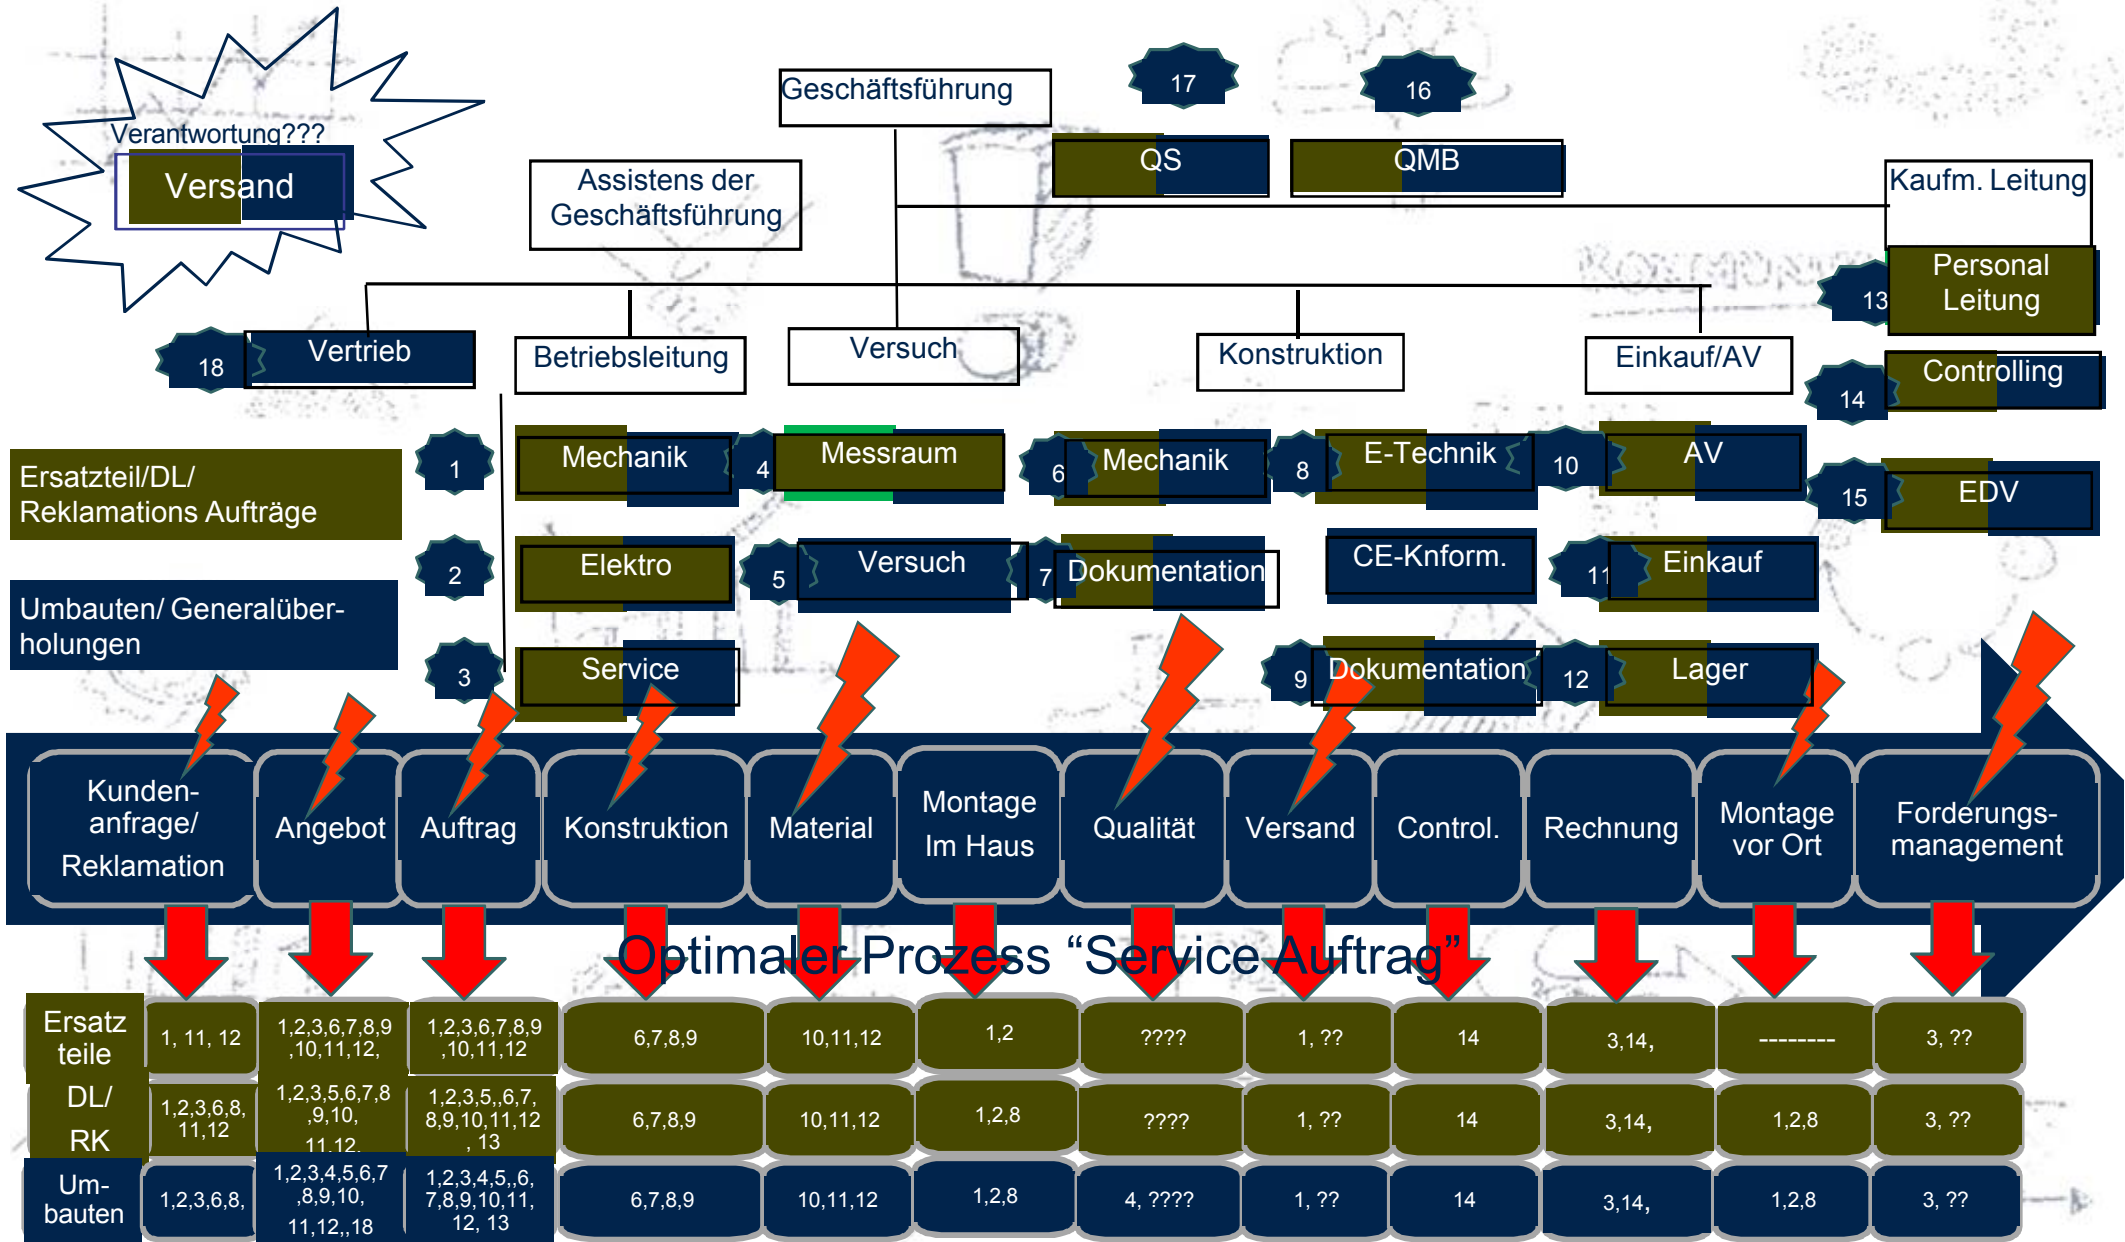 Verantwortung???
Versand
Geschäftsführung
17
16
QS
QMB
Assistens der
Geschäftsführung
Kaufm. Leitung
Personal
Leitung
13
18
Vertrieb
Betriebsleitung
Versuch
Konstruktion
Einkauf/AV
Controlling
14
1
Mechanik
4
Messraum
6
Mechanik
8
E-Technik
10
AV
15
EDV
Ersatzteil/DL/
Reklamations Aufträge
2
Elektro
5
Versuch
7
Dokumentation
CE-Knform.
11
Einkauf
Umbauten/ Generalüber-
holungen
3
Service
9
Dokumentation
12
Lager
Kunden-
anfrage/
Reklamation
Angebot
Auftrag
Konstruktion
Material
Montage
Im Haus
Qualität
Versand
Control.
Rechnung
Montage
vor Ort
Forderungs-
management
Optimaler Prozess “Service Auftrag”
Ersatz
teile
1, 11, 12
1,2,3,6,7,8,9
,10,11,12,
1,2,3,6,7,8,9
,10,11,12
6,7,8,9
10,11,12
1,2
????
1, ??
14
3,14,
--------
3, ??
DL/
RK
1,2,3,6,8,
11,12
1,2,3,5,6,7,8
,9,10,
11,12,
1,2,3,5,,6,7,
8,9,10,11,12
, 13
6,7,8,9
10,11,12
1,2,8
????
1, ??
14
3,14,
1,2,8
3, ??
Um-
bauten
1,2,3,6,8,
1,2,3,4,5,6,7
,8,9,10,
11,12,,18
1,2,3,4,5,,6,
7,8,9,10,11,
12, 13
6,7,8,9
10,11,12
1,2,8
4, ????
1, ??
14
3,14,
1,2,8
3, ??